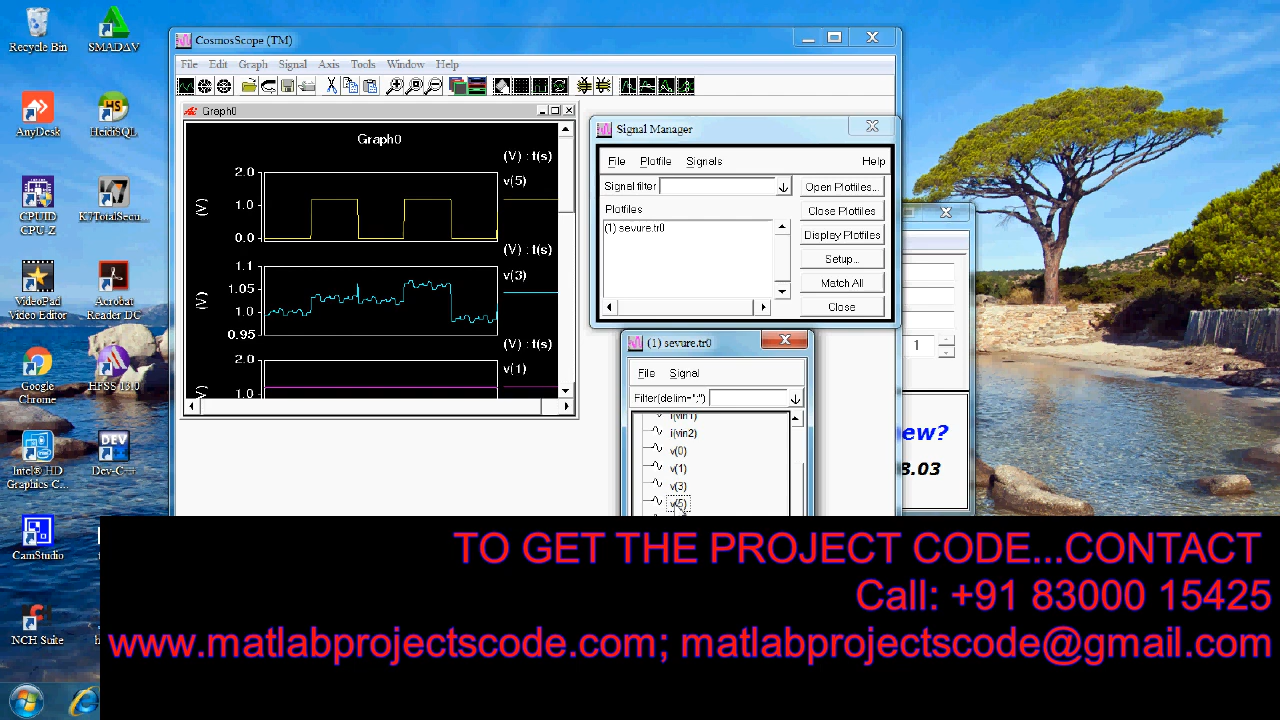 Recycle Bin
SMADAV
AnyDesk
HeidiSQL
CPUID
CPU-Z
K7TotalSecu...
VideoPad
Video Editor
Acrobat
Reader DC
Google
Chrome
HFSS 13.0
Intel® HD
Graphics C...
Dev-C++
CamStudio
NCH Suite
CosmosScope (TM)
File Edit Graph Signal Axis Tools Window Help
Graph0
Graph0
(V) : t(s)
v(5)
2.0
1.0
0.0
(V)
(V) : t(s)
v(3)
1.1
1.05
1.0
0.95
(V)
(V) : t(s)
v(1)
2.0
1.0
(V)
Signal Manager
File Plotfile Signals Help
Signal filter
Open Plotfiles...
Plotfiles
Close Plotfiles
(1) sevure.tr0
Display Plotfiles
Setup...
Match All
Close
(1) sevure.tr0
File Signal
Filter(delim=";")
i(vin1)
i(vin2)
v(0)
v(1)
v(3)
v(5)
1
ew?
8.03
TO GET THE PROJECT CODE...CONTACT
Call: +91 83000 15425
www.matlabprojectscode.com; matlabprojectscode@gmail.com